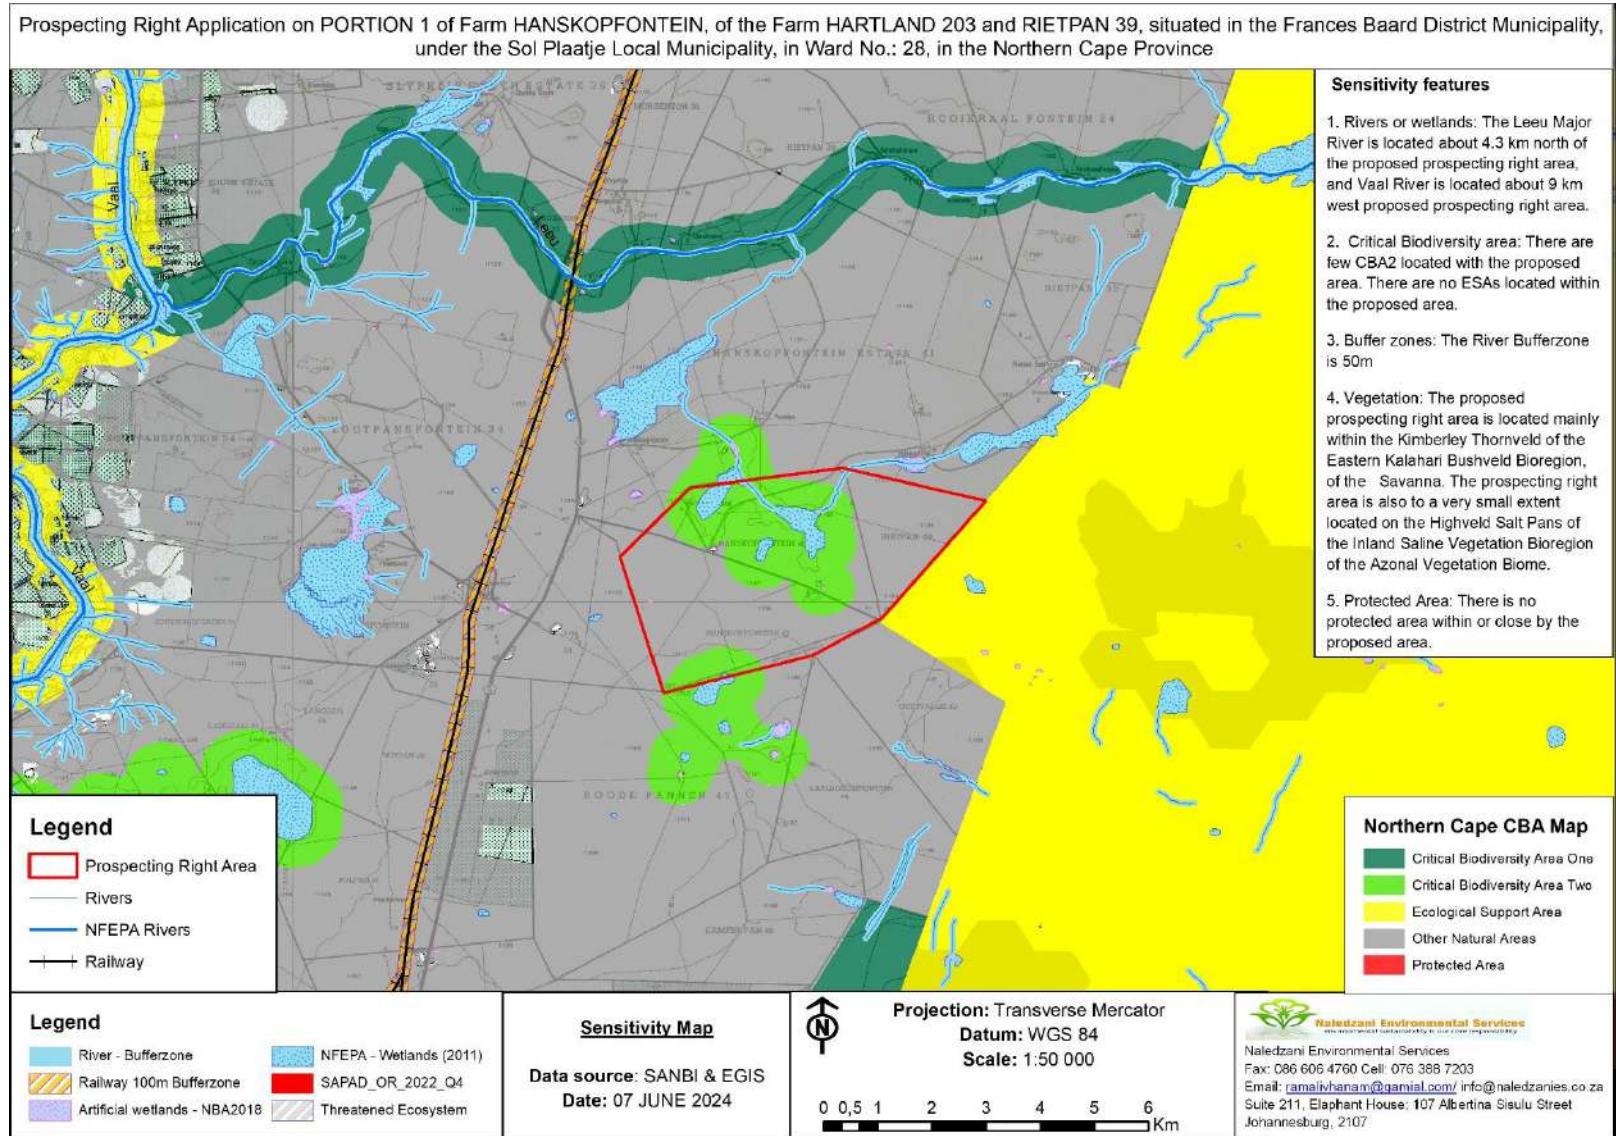 Prospecting Right Application on PORTION 1 of Farm HANSKOPFONTEIN, of the Farm HARTLAND 203 and RIETPAN 39, situated in the Frances Baard District Municipality,
under the Sol Plaatje Local Municipality, in Ward No.: 28, in the Northern Cape Province
Sensitivity features
1. Rivers or wetlands: The Leeu Major
River is located about 4.3 km north of
the proposed prospecting right area,
and Vaal River is located about 9 km
west proposed prospecting right area.
2. Critical Biodiversity area: There are
few CBA2 located with the proposed
area. There are no ESAs located within
the proposed area.
3. Buffer zones: The River Bufferzone
is 50m
4. Vegetation: The proposed
prospecting right area is located mainly
within the Kimberley Thornveld of the
Eastern Kalahari Bushveld Bioregion,
of the Savanna. The prospecting right
area is also to a very small extent
located on the Highveld Salt Pans of
the Inland Saline Vegetation Bioregion
of the Azonal Vegetation Biome.
5. Protected Area: There is no
protected area within or close by the
proposed area.
Vaal
Leeu
Vaal
ROOIKRAAL FONTEIN 24
HANSKOPFONTEIN ESTATE 41
ROODE PANNEN 4
Legend
Prospecting Right Area
Rivers
NFEPA Rivers
Railway
Northern Cape CBA Map
Critical Biodiversity Area One
Critical Biodiversity Area Two
Ecological Support Area
Other Natural Areas
Protected Area
Legend
River - Bufferzone
Railway 100m Bufferzone
Artificial wetlands - NBA2018
NFEPA - Wetlands (2011)
SAPAD_OR_2022_Q4
Threatened Ecosystem
Sensitivity Map
Data source: SANBI & EGIS
Date: 07 JUNE 2024
N
Projection: Transverse Mercator
Datum: WGS 84
Scale: 1:50 000
0 0,5 1 2 3 4 5 6
Km
Naledzani Environmental Services
Naledzani Environmental Services
Fax: 086 606 4760 Cell: 076 388 7203
Email: ramalivhanam@gamial.com/ info@naledzanies.co.za
Suite 211, Elaphant House: 107 Albertina Sisulu Street
Johannesburg, 2107